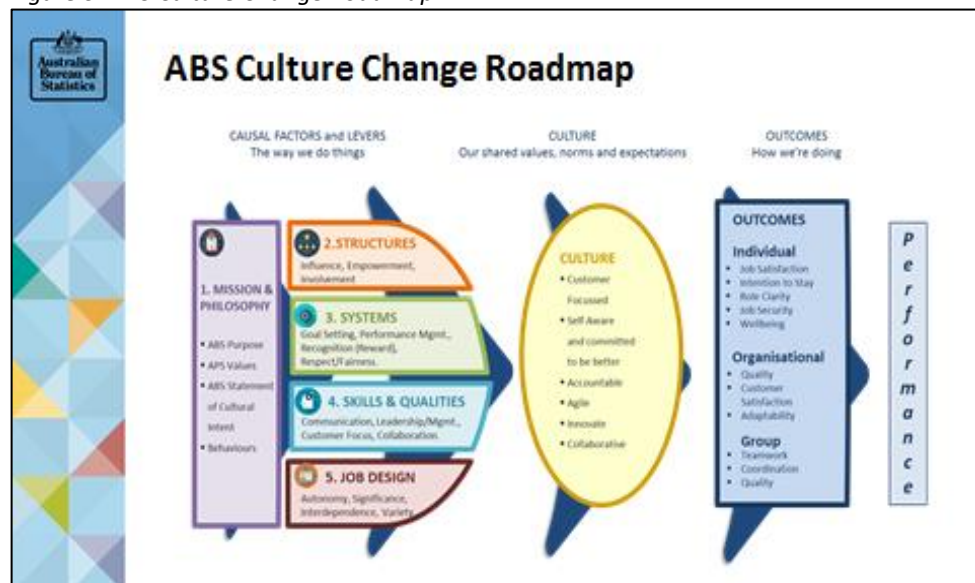 Australian
Bureau of
Statistics
ABS Culture Change Roadmap
CAUSAL FACTORS and LEVERS
The way we do things
CULTURE
Our shared values, norms and expectations
OUTCOMES
How we're doing
1. MISSION &
PHILOSOPHY
• ABS Purpose
• APS Values
• ABS Statement
of Cultural
Intent
• Behaviours
2.STRUCTURES
Influence, Empowerment,
Involvement
3. SYSTEMS
Goal Setting, Performance Mgmt.,
Recognition (Reward),
Respect/Fairness.
4. SKILLS & QUALITIES
Communication, Leadership/Mgmt.,
Customer Focus, Collaboration
5. JOB DESIGN
Autonomy, Significance,
Interdependence, Variety
CULTURE
• Customer
Focussed
• Self Aware
and committed
to be better
• Accountable
• Agile
• Innovate
• Collaborative
OUTCOMES
Individual
• Job Satisfaction
• Intention to Stay
• Role Clarity
• Job Security
• Wellbeing
Organisational
• Quality
• Customer
Satisfaction
• Adaptability
Group
• Teamwork
• Coordination
• Quality
Performance